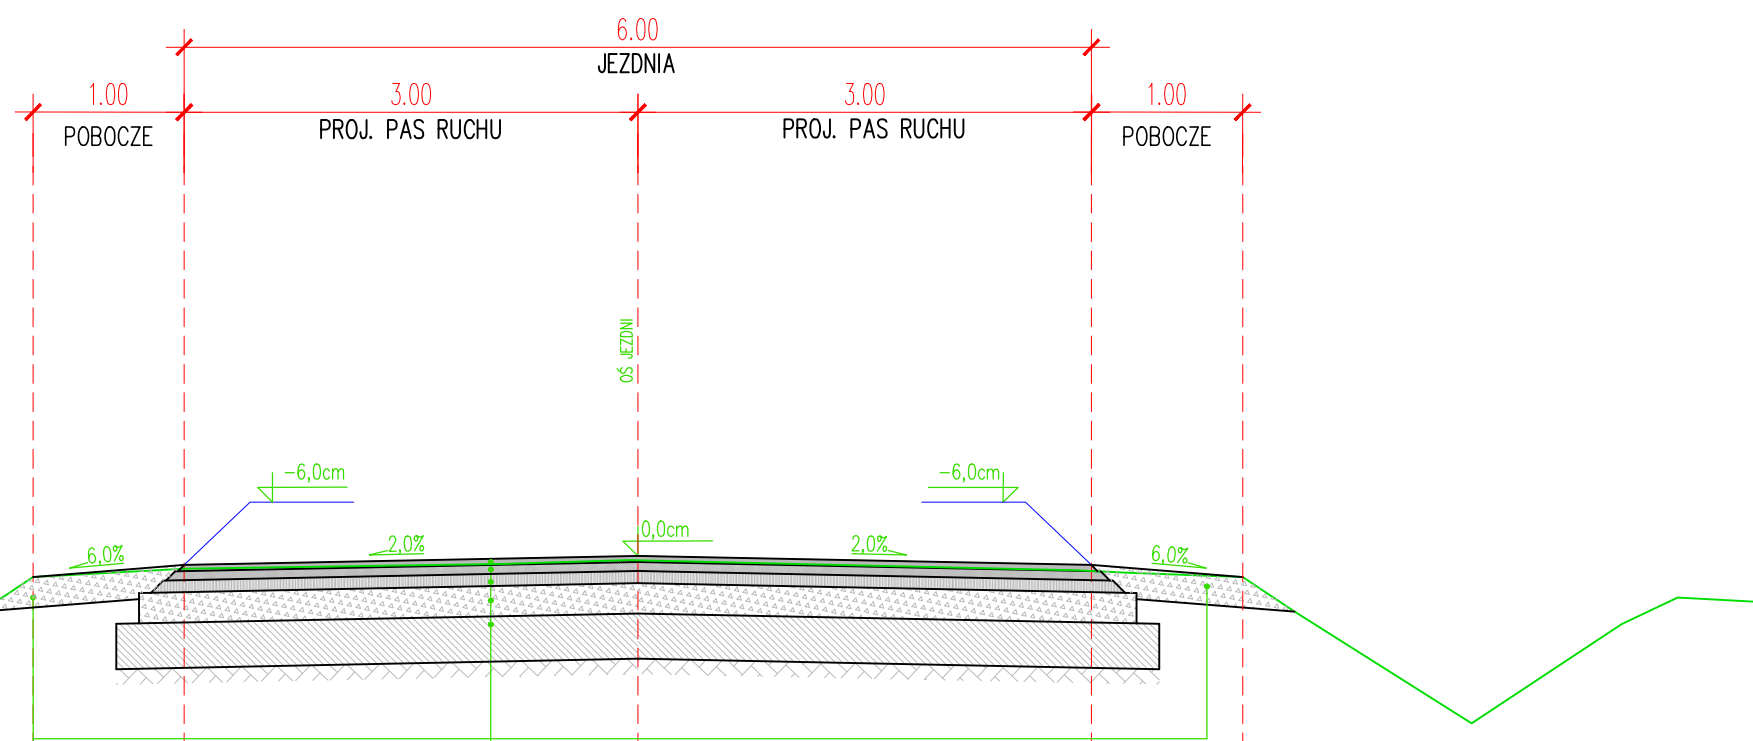 6.00
JEZDNIA
1.00
3.00
3.00
1.00
POBOCZE
PROJ. PAS RUCHU
PROJ. PAS RUCHU
POBOCZE
OŚ JEZDNI
-6,0cm
-6,0cm
6,0%
2,0%
0,0cm
2,0%
6,0%